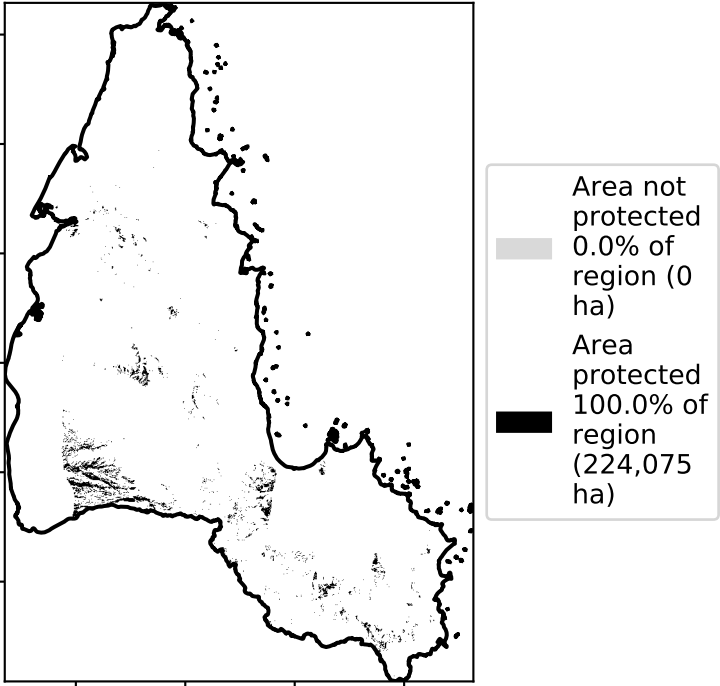 Area not
protected
0.0% of
region (0
ha)
Area
protected
100.0% of
region
(224,075
ha)